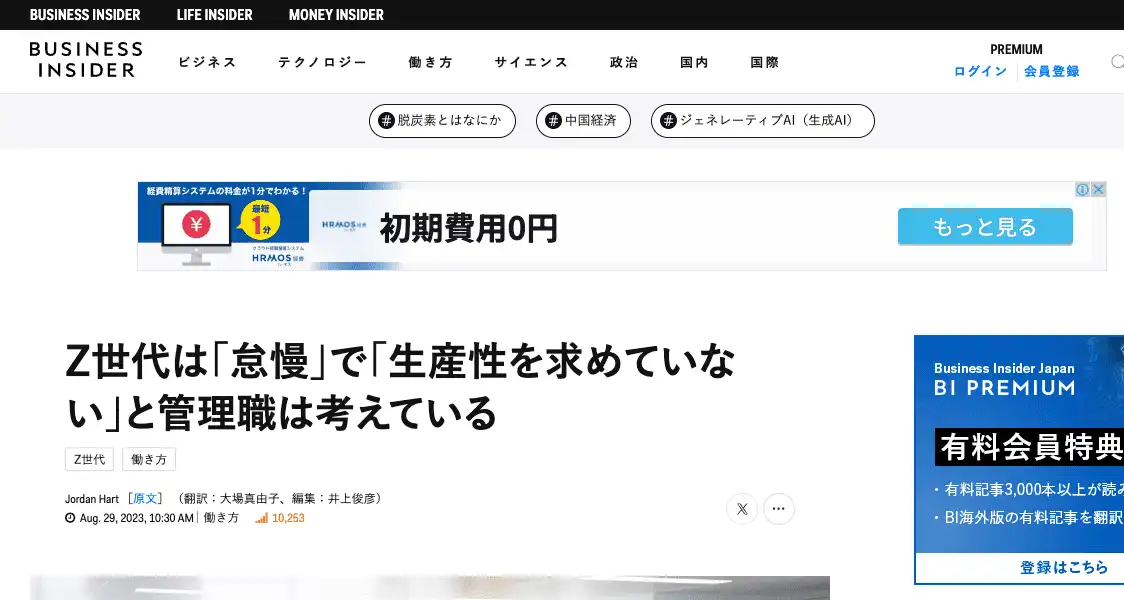 BUSINESS INSIDER LIFE INSIDER MONEY INSIDER
BUSINESS
INSIDER
ビジネス テクノロジー 働き方 サイエンス 政治 国内 国際
PREMIUM
ログイン 会員登録
# 脱炭素とはなにか # 中国経済 # ジェネレーティブAI（生成AI）
経費精算システムの料金が1分でわかる！
¥
最短
1分
HRMOS経費
HRMOS 経費
初期費用0円
もっと見る
Z世代は「怠慢」で「生産性を求めていな
い」と管理職は考えている
Z世代 働き方
Jordan Hart ［原文］ （翻訳：大場真由子、編集：井上俊彦）
Aug. 29, 2023, 10:30 AM 働き方 10,253
Business Insider Japan
BI PREMIUM
有料会員特典
・有料記事3,000本以上が読み
・BI海外版の有料記事を翻訳
登録はこちら